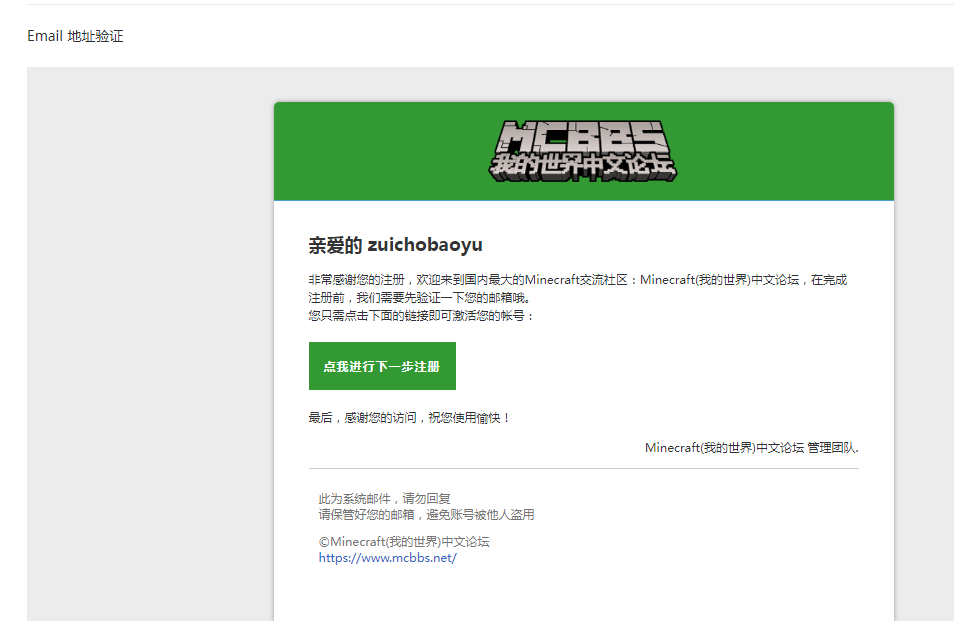 Email 地址验证
MCBBS
我的世界中文论坛
亲爱的 zuichobaoyu
非常感谢您的注册，欢迎来到国内最大的Minecraft交流社区：Minecraft(我的世界)中文论坛，在完成
注册前，我们需要先验证一下您的邮箱哦。
您只需点击下面的链接即可激活您的帐号：
点我进行下一步注册
最后，感谢您的访问，祝您使用愉快！
Minecraft(我的世界)中文论坛 管理团队.
此为系统邮件，请勿回复
请保管好您的邮箱，避免账号被他人盗用
©Minecraft(我的世界)中文论坛
https://www.mcbbs.net/